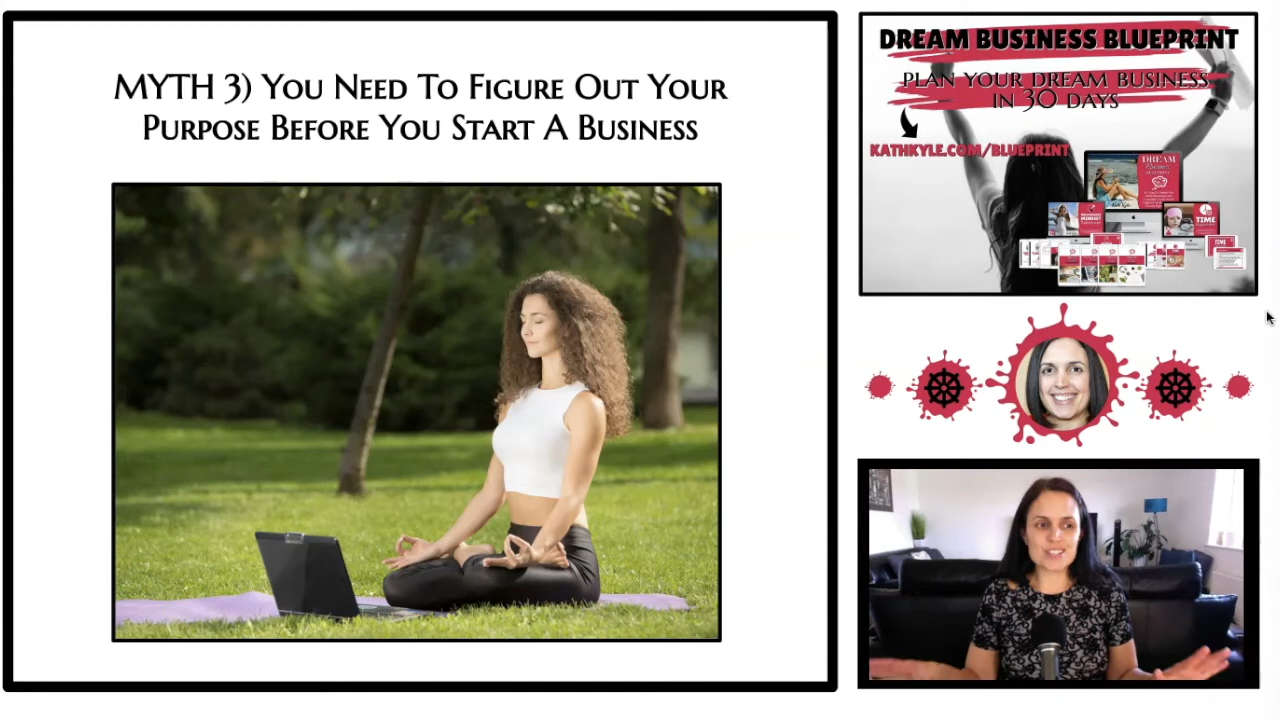 MYTH 3) YOU NEED TO FIGURE OUT YOUR
PURPOSE BEFORE YOU START A BUSINESS
DREAM BUSINESS BLUEPRINT
PLAN YOUR DREAM BUSINESS
IN 30 DAYS
KATHKYLE.COM/BLUEPRINT
DREAM
TIME
TIME